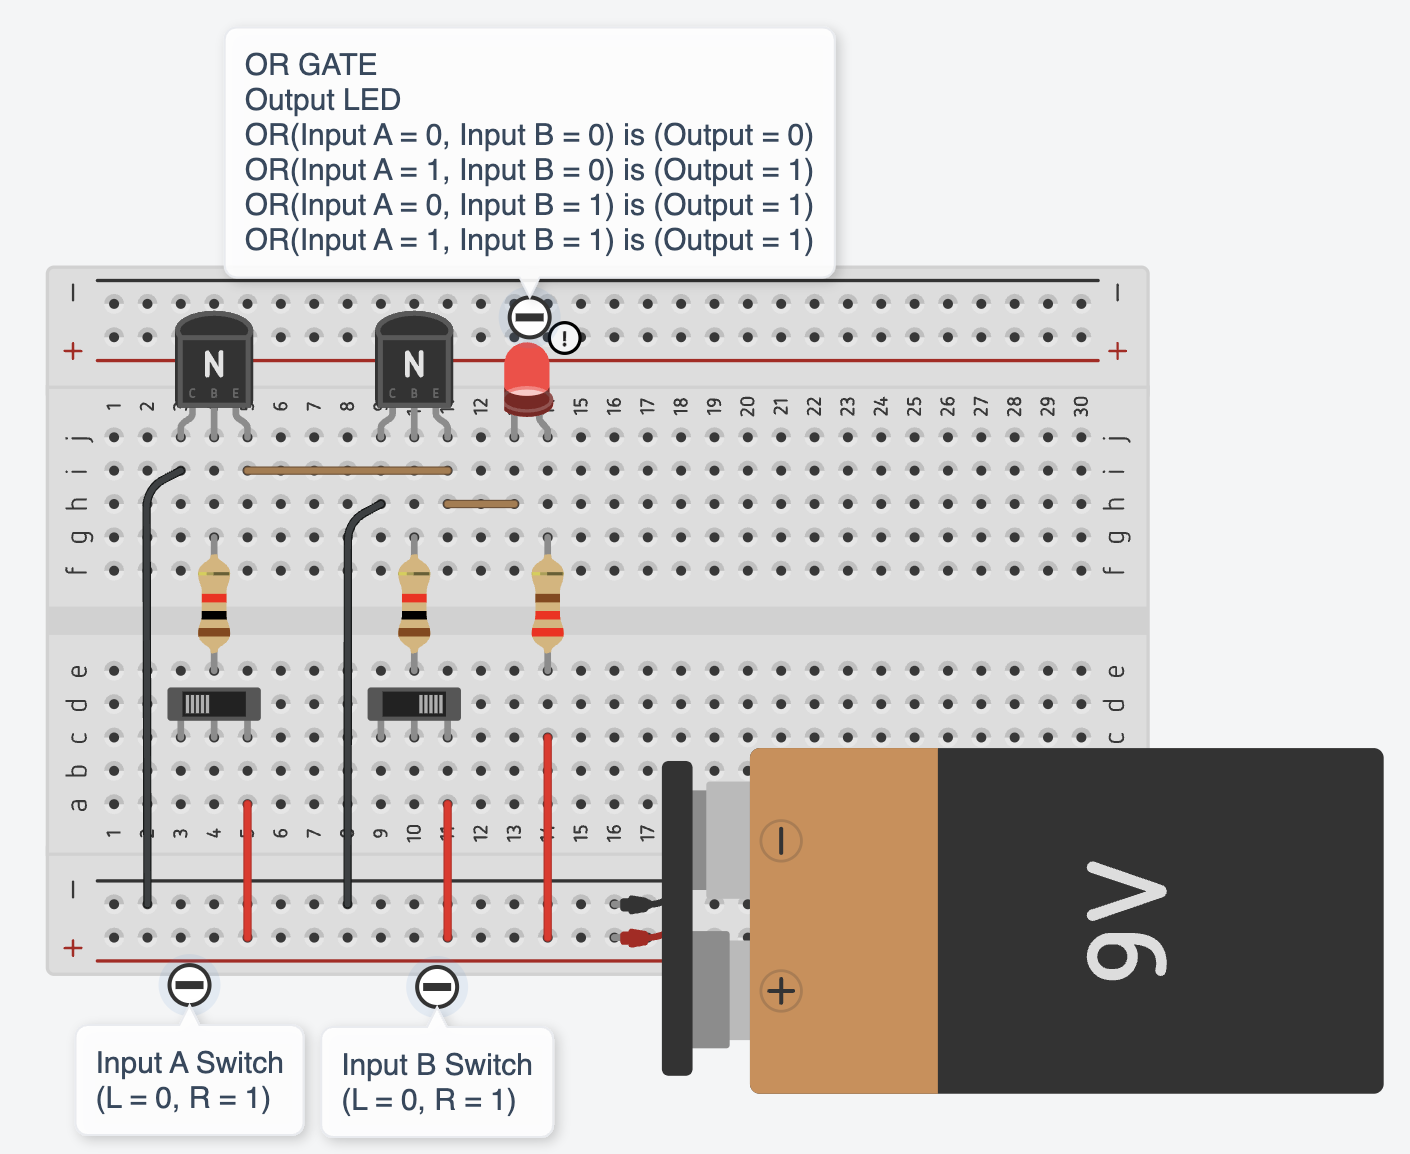 OR GATE
Output LED
OR(Input A = 0, Input B = 0) is (Output = 0)
OR(Input A = 1, Input B = 0) is (Output = 1)
OR(Input A = 0, Input B = 1) is (Output = 1)
OR(Input A = 1, Input B = 1) is (Output = 1)
− −
!
+ +
N N
C B E C B E
1 2 3 4 5 6 7 8 9 10 11 12 13 14 15 16 17 18 19 20 21 22 23 24 25 26 27 28 29 30
j j
i i
h h
g g
f f
e e
d d
c c
b
a
1 2 3 4 5 6 7 8 9 10 11 12 13 14 15 16 17
−
+
−
+
9V
Input A Switch
(L = 0, R = 1)
Input B Switch
(L = 0, R = 1)